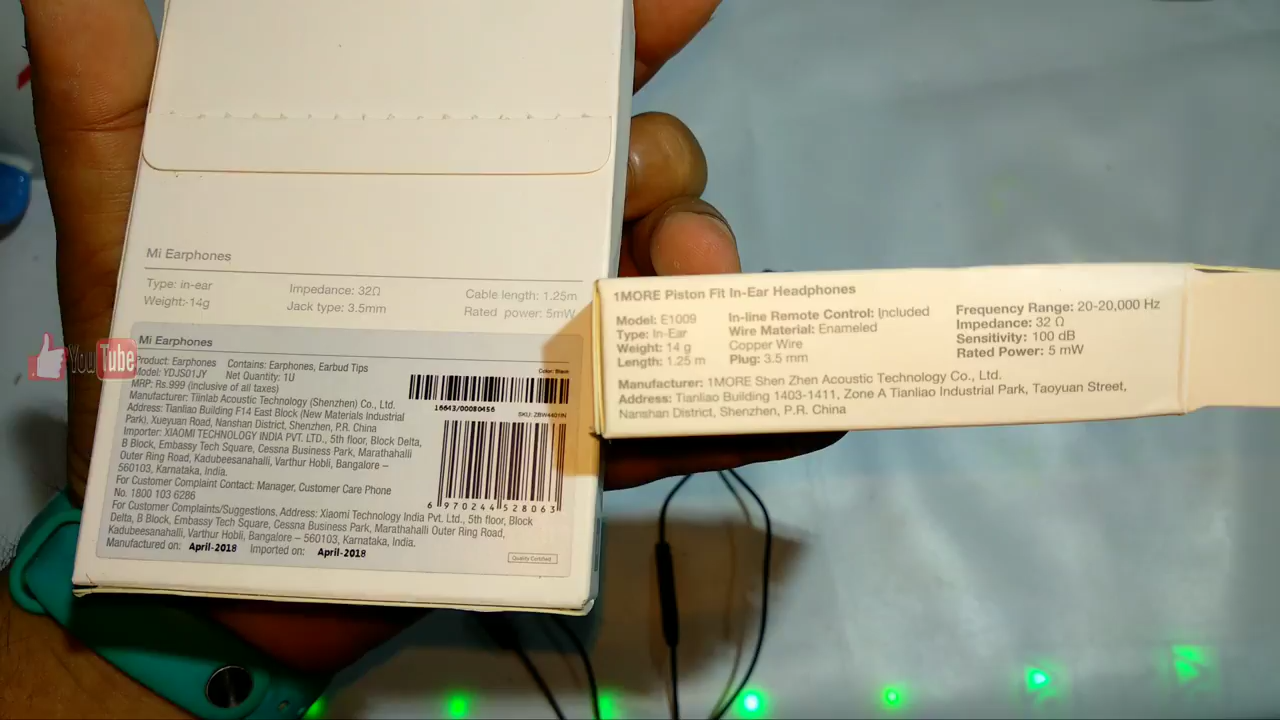 Mi Earphones
Type: in-ear Impedance: 32Ω Cable length: 1.25m
Weight:-14g Jack type: 3.5mm Rated power: 5mW
Mi Earphones
Product: Earphones Contains: Earphones, Earbud Tips
Model: YDJS01JY Net Quantity: 1U
Color: Black
MRP: Rs.999 (Inclusive of all taxes)
Manufacturer: Tiinlab Acoustic Technology (Shenzhen) Co., Ltd.
Address: Tianliao Building F14 East Block (New Materials Industrial
Park), Xueyuan Road, Nanshan District, Shenzhen, P.R. China
Importer: XIAOMI TECHNOLOGY INDIA PVT. LTD., 5th floor, Block Delta,
B Block, Embassy Tech Square, Cessna Business Park, Marathahalli
Outer Ring Road, Kadubeesanahalli, Varthur Hobli, Bangalore –
560103, Karnataka, India.
For Customer Complaint Contact: Manager, Customer Care Phone
No. 1800 103 6286
For Customer Complaints/Suggestions, Address: Xiaomi Technology India Pvt. Ltd., 5th floor, Block
Delta, B Block, Embassy Tech Square, Cessna Business Park, Marathahalli Outer Ring Road,
Kadubeesanahalli, Varthur Hobli, Bangalore – 560103, Karnataka, India.
Manufactured on: April-2018 Imported on: April-2018
16643/00080456
6 970244 528063
Quality Certified
1MORE Piston Fit In-Ear Headphones
Model: E1009
Type: In-Ear
Weight: 14 g
Length: 1.25 m
In-line Remote Control: Included
Wire Material: Enameled
Copper Wire
Plug: 3.5 mm
Frequency Range: 20-20,000 Hz
Impedance: 32 Ω
Sensitivity: 100 dB
Rated Power: 5 mW
Manufacturer: 1MORE Shen Zhen Acoustic Technology Co., Ltd.
Address: Tianliao Building 1403-1411, Zone A Tianliao Industrial Park, Taoyuan Street,
Nanshan District, Shenzhen, P.R. China
YouTube